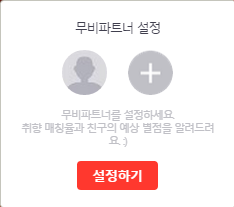 무비파트너 설정
무비파트너를 설정하세요.
취향 매칭율과 친구의 예상 별점을 알려드려
요. :)
설정하기